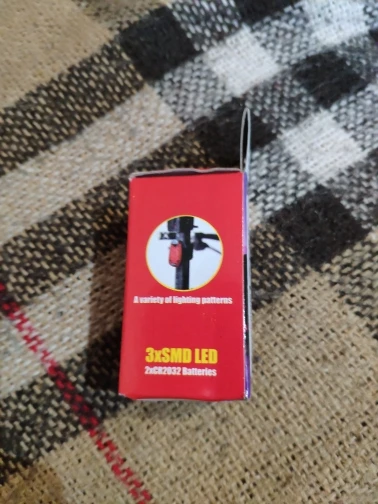 A variety of lighting patterns
3xSMD LED
2xCR2032 Batteries